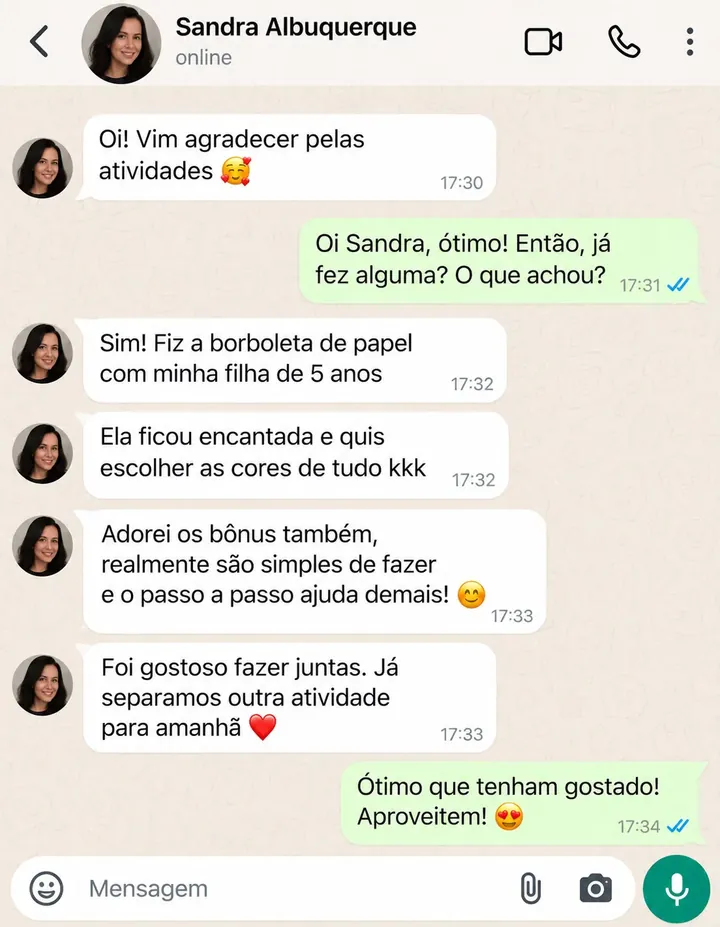 Sandra Albuquerque
online
Oi! Vim agradecer pelas
atividades 🥰
17:30
Oi Sandra, ótimo! Então, já
fez alguma? O que achou?
17:31
Sim! Fiz a borboleta de papel
com minha filha de 5 anos
17:32
Ela ficou encantada e quis
escolher as cores de tudo kkk
17:32
Adorei os bônus também,
realmente são simples de fazer
e o passo a passo ajuda demais! 😊
17:33
Foi gostoso fazer juntas. Já
separamos outra atividade
para amanhã ❤️
17:33
Ótimo que tenham gostado!
Aproveitem! 😍
17:34
Mensagem